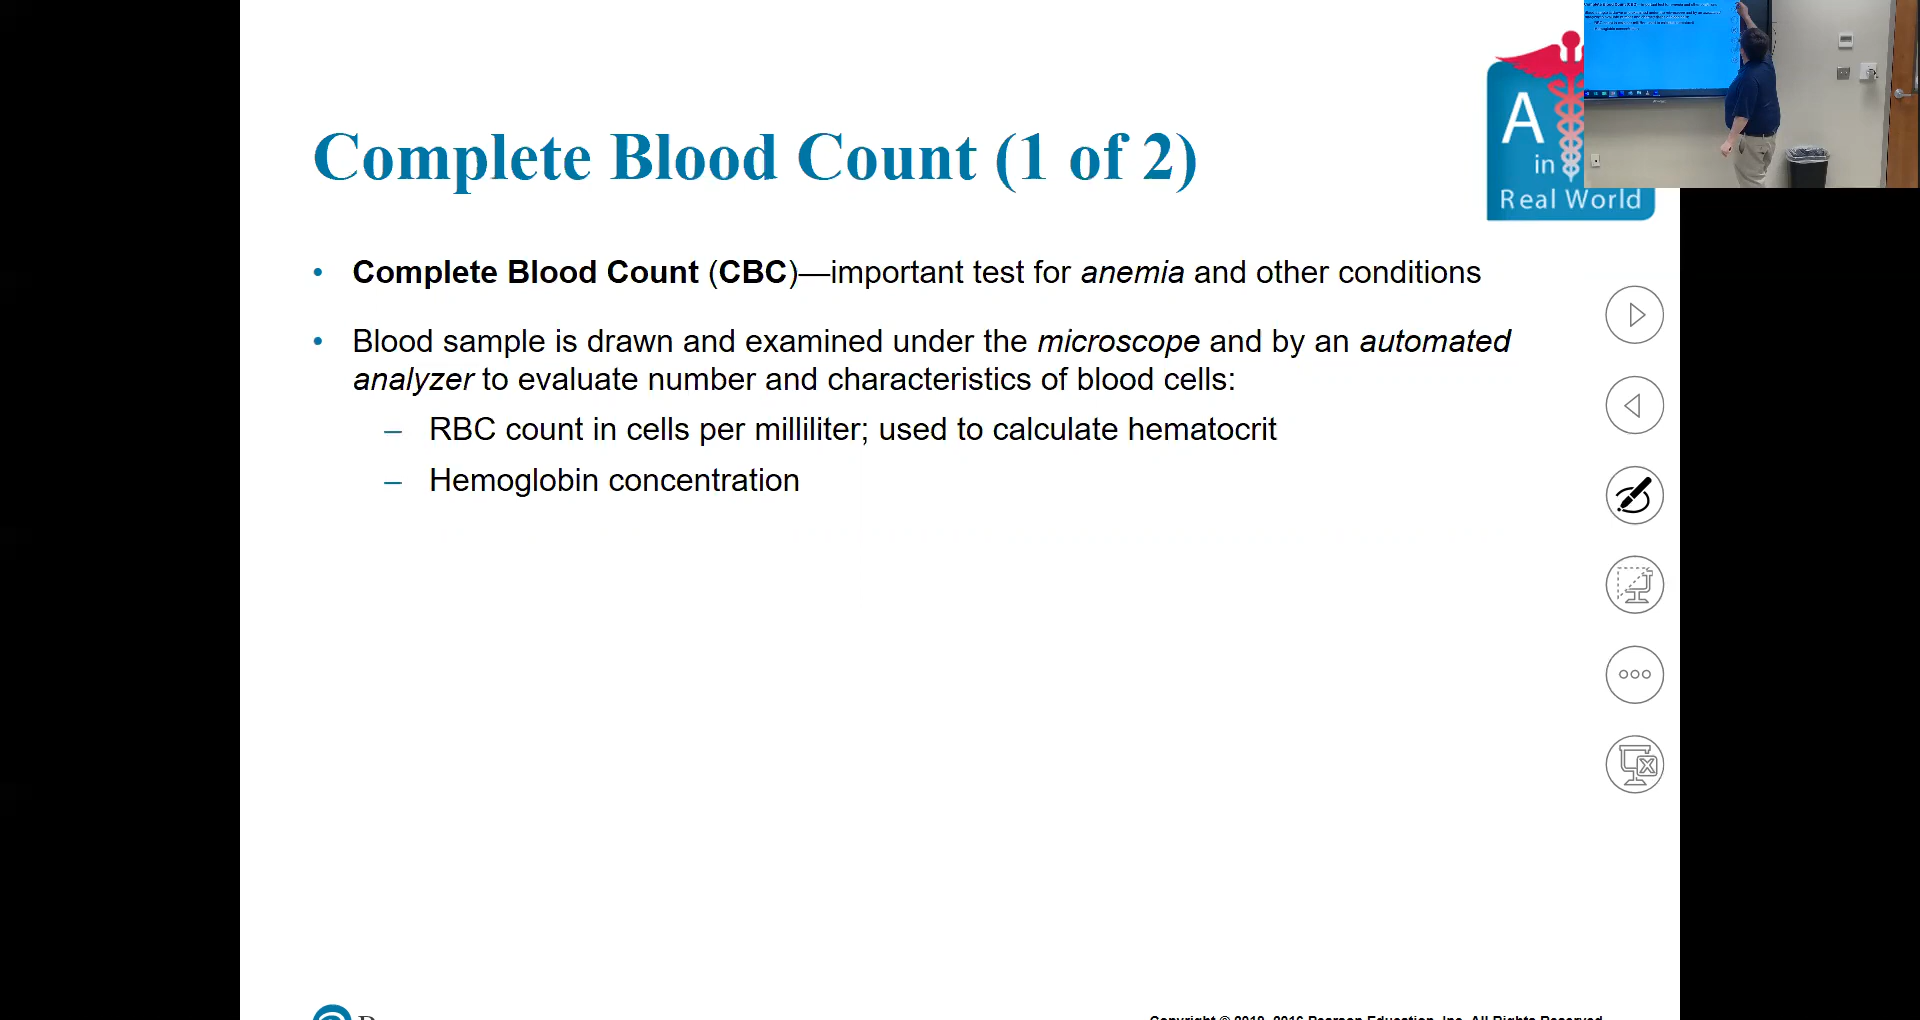 Complete Blood Count (1 of 2)
A
in
Real World
• Complete Blood Count (CBC)—important test for anemia and other conditions
• Blood sample is drawn and examined under the microscope and by an automated
analyzer to evaluate number and characteristics of blood cells:
– RBC count in cells per milliliter; used to calculate hematocrit
– Hemoglobin concentration